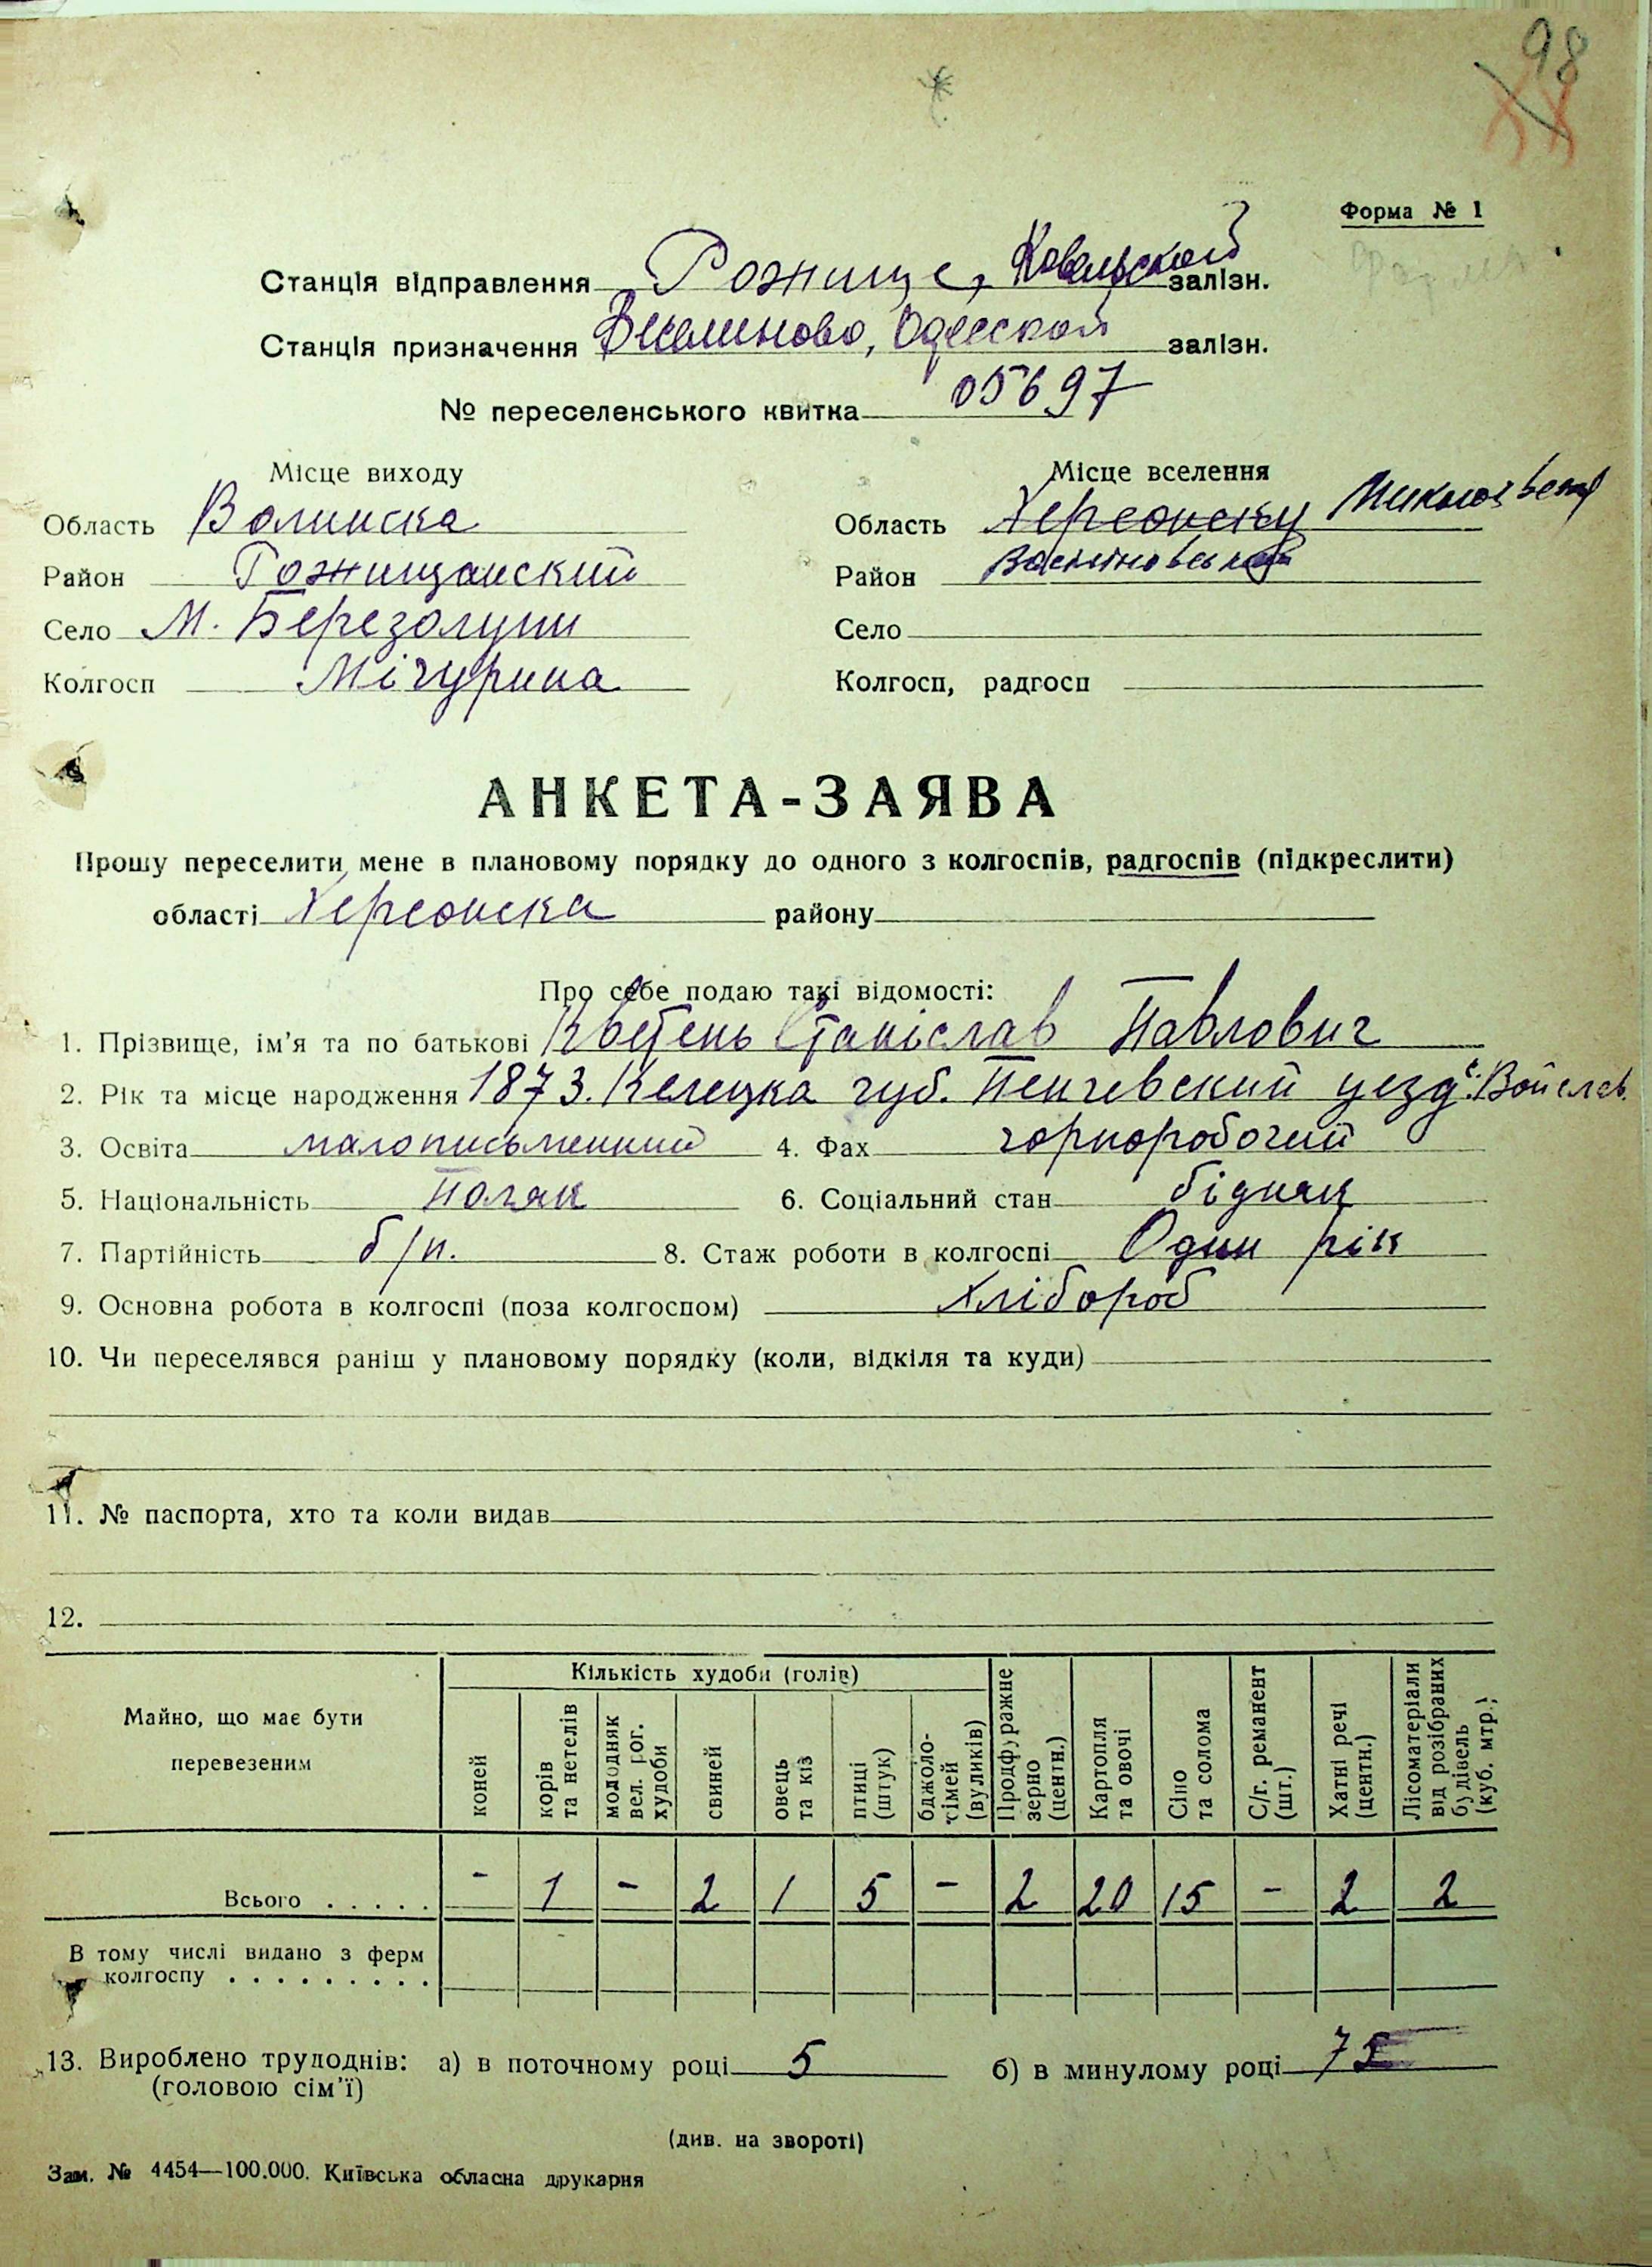 98
Форма № 1
Станція відправлення Рожище, Ковельской залізн.
Станція призначення Веселиново, Одесской залізн.
№ переселенського квитка 05697
Місце виходу Місце вселення
Область Волинска Область Херсонску Миколаївськ
Район Рожищанский Район
Село М. Березолупи Село
Колгосп Мічурина Колгосп, радгосп
АНКЕТА-ЗАЯВА
Прошу переселити мене в плановому порядку до одного з колгоспів, радгоспів (підкреслити)
області Херсонска району
Про себе подаю такі відомості:
1. Прізвище, ім’я та по батькові Квецень Станіслав Павлович
2. Рік та місце народження 1873. Келецка губ. Пенчевский уезд с.
3. Освіта малописьменний 4. Фах чорноробочий
5. Національність Поляк 6. Соціальний стан бідняк
7. Партійність б/п. 8. Стаж роботи в колгоспі Один рік
9. Основна робота в колгоспі (поза колгоспом) Хлібороб
10. Чи переселявся раніш у плановому порядку (коли, відкіля та куди)
11. № паспорта, хто та коли видав
12.
Майно, що має бути перевезеним
Кількість худоби (голів)
коней
корів та нетелів
молодняк вел. рог. худоби
свиней
овець та кіз
птиці (штук)
бджоло-сімей (вуликів)
Продфуражне зерно (центн.)
Картопля та овочі
Сіно та солома
С/г. реманент (шт.)
Хатні речі (центн.)
Лісоматеріали від розібраних будівель (куб. мтр.)
Всього . . . . . - 1 - 2 1 5 - 2 20 15 - 2 2
В тому числі видано з ферм
колгоспу . . . . . . . . .
13. Вироблено трудоднів: а) в поточному році 5 б) в минулому році 75
(головою сім’ї)
(див. на звороті)
Зам. № 4454—100.000. Київська обласна друкарня